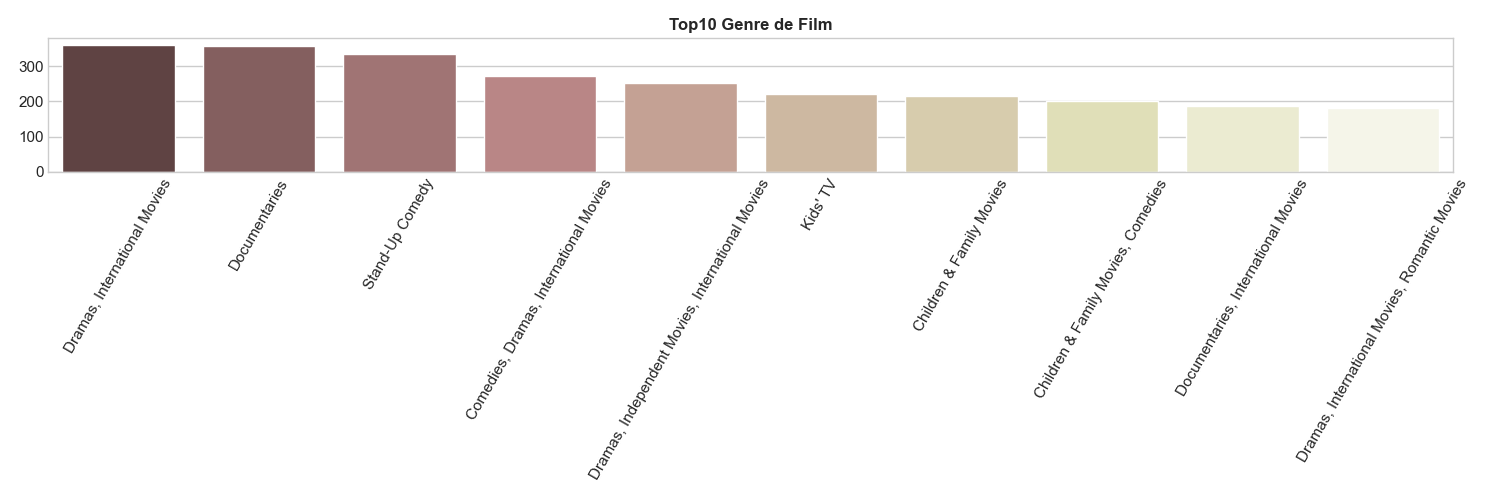 Top10 Genre de Film
300
200
100
0
Dramas, International Movies
Documentaries
Stand-Up Comedy
Comedies, Dramas, International Movies
Dramas, Independent Movies, International Movies
Kids' TV
Children & Family Movies
Children & Family Movies, Comedies
Documentaries, International Movies
Dramas, International Movies, Romantic Movies